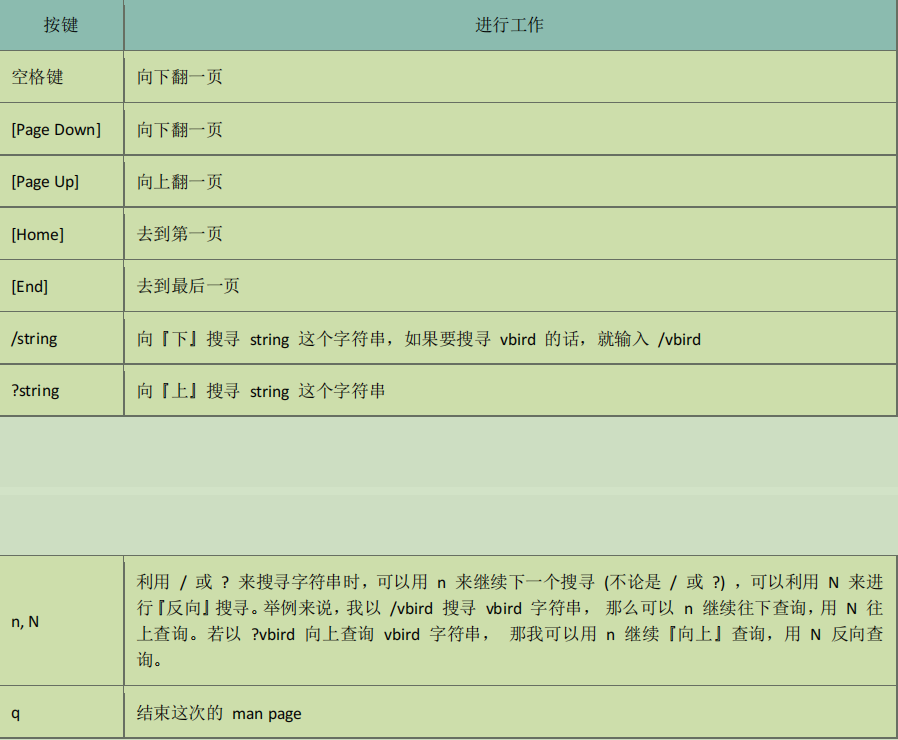 按键 进行工作
空格键 向下翻一页
[Page Down] 向下翻一页
[Page Up] 向上翻一页
[Home] 去到第一页
[End] 去到最后一页
/string 向『下』搜寻 string 这个字符串，如果要搜寻 vbird 的话，就输入 /vbird
?string 向『上』搜寻 string 这个字符串
利用 / 或 ? 来搜寻字符串时，可以用 n 来继续下一个搜寻 (不论是 / 或 ?) ，可以利用 N 来进
行『反向』搜寻。举例来说，我以 /vbird 搜寻 vbird 字符串， 那么可以 n 继续往下查询，用 N 往
n, N 上查询。若以 ?vbird 向上查询 vbird 字符串， 那我可以用 n 继续『向上』查询，用 N 反向查
询。
q 结束这次的 man page